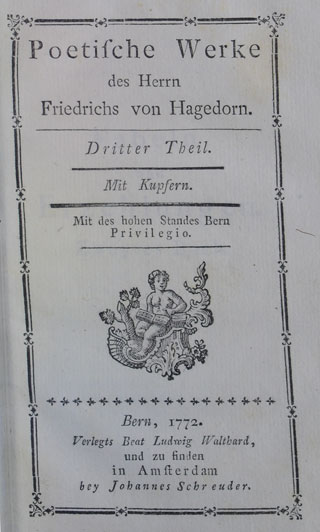 Poetiſche Werke
des Herrn
Friedrichs von Hagedorn.
Dritter Theil.
Mit Kupfern.
Mit des hohen Standes Bern
Privilegio.
Bern, 1772.
Verlegts Beat Ludwig Walthard,
und zu finden
in Amſterdam
bey Johannes Schreuder.